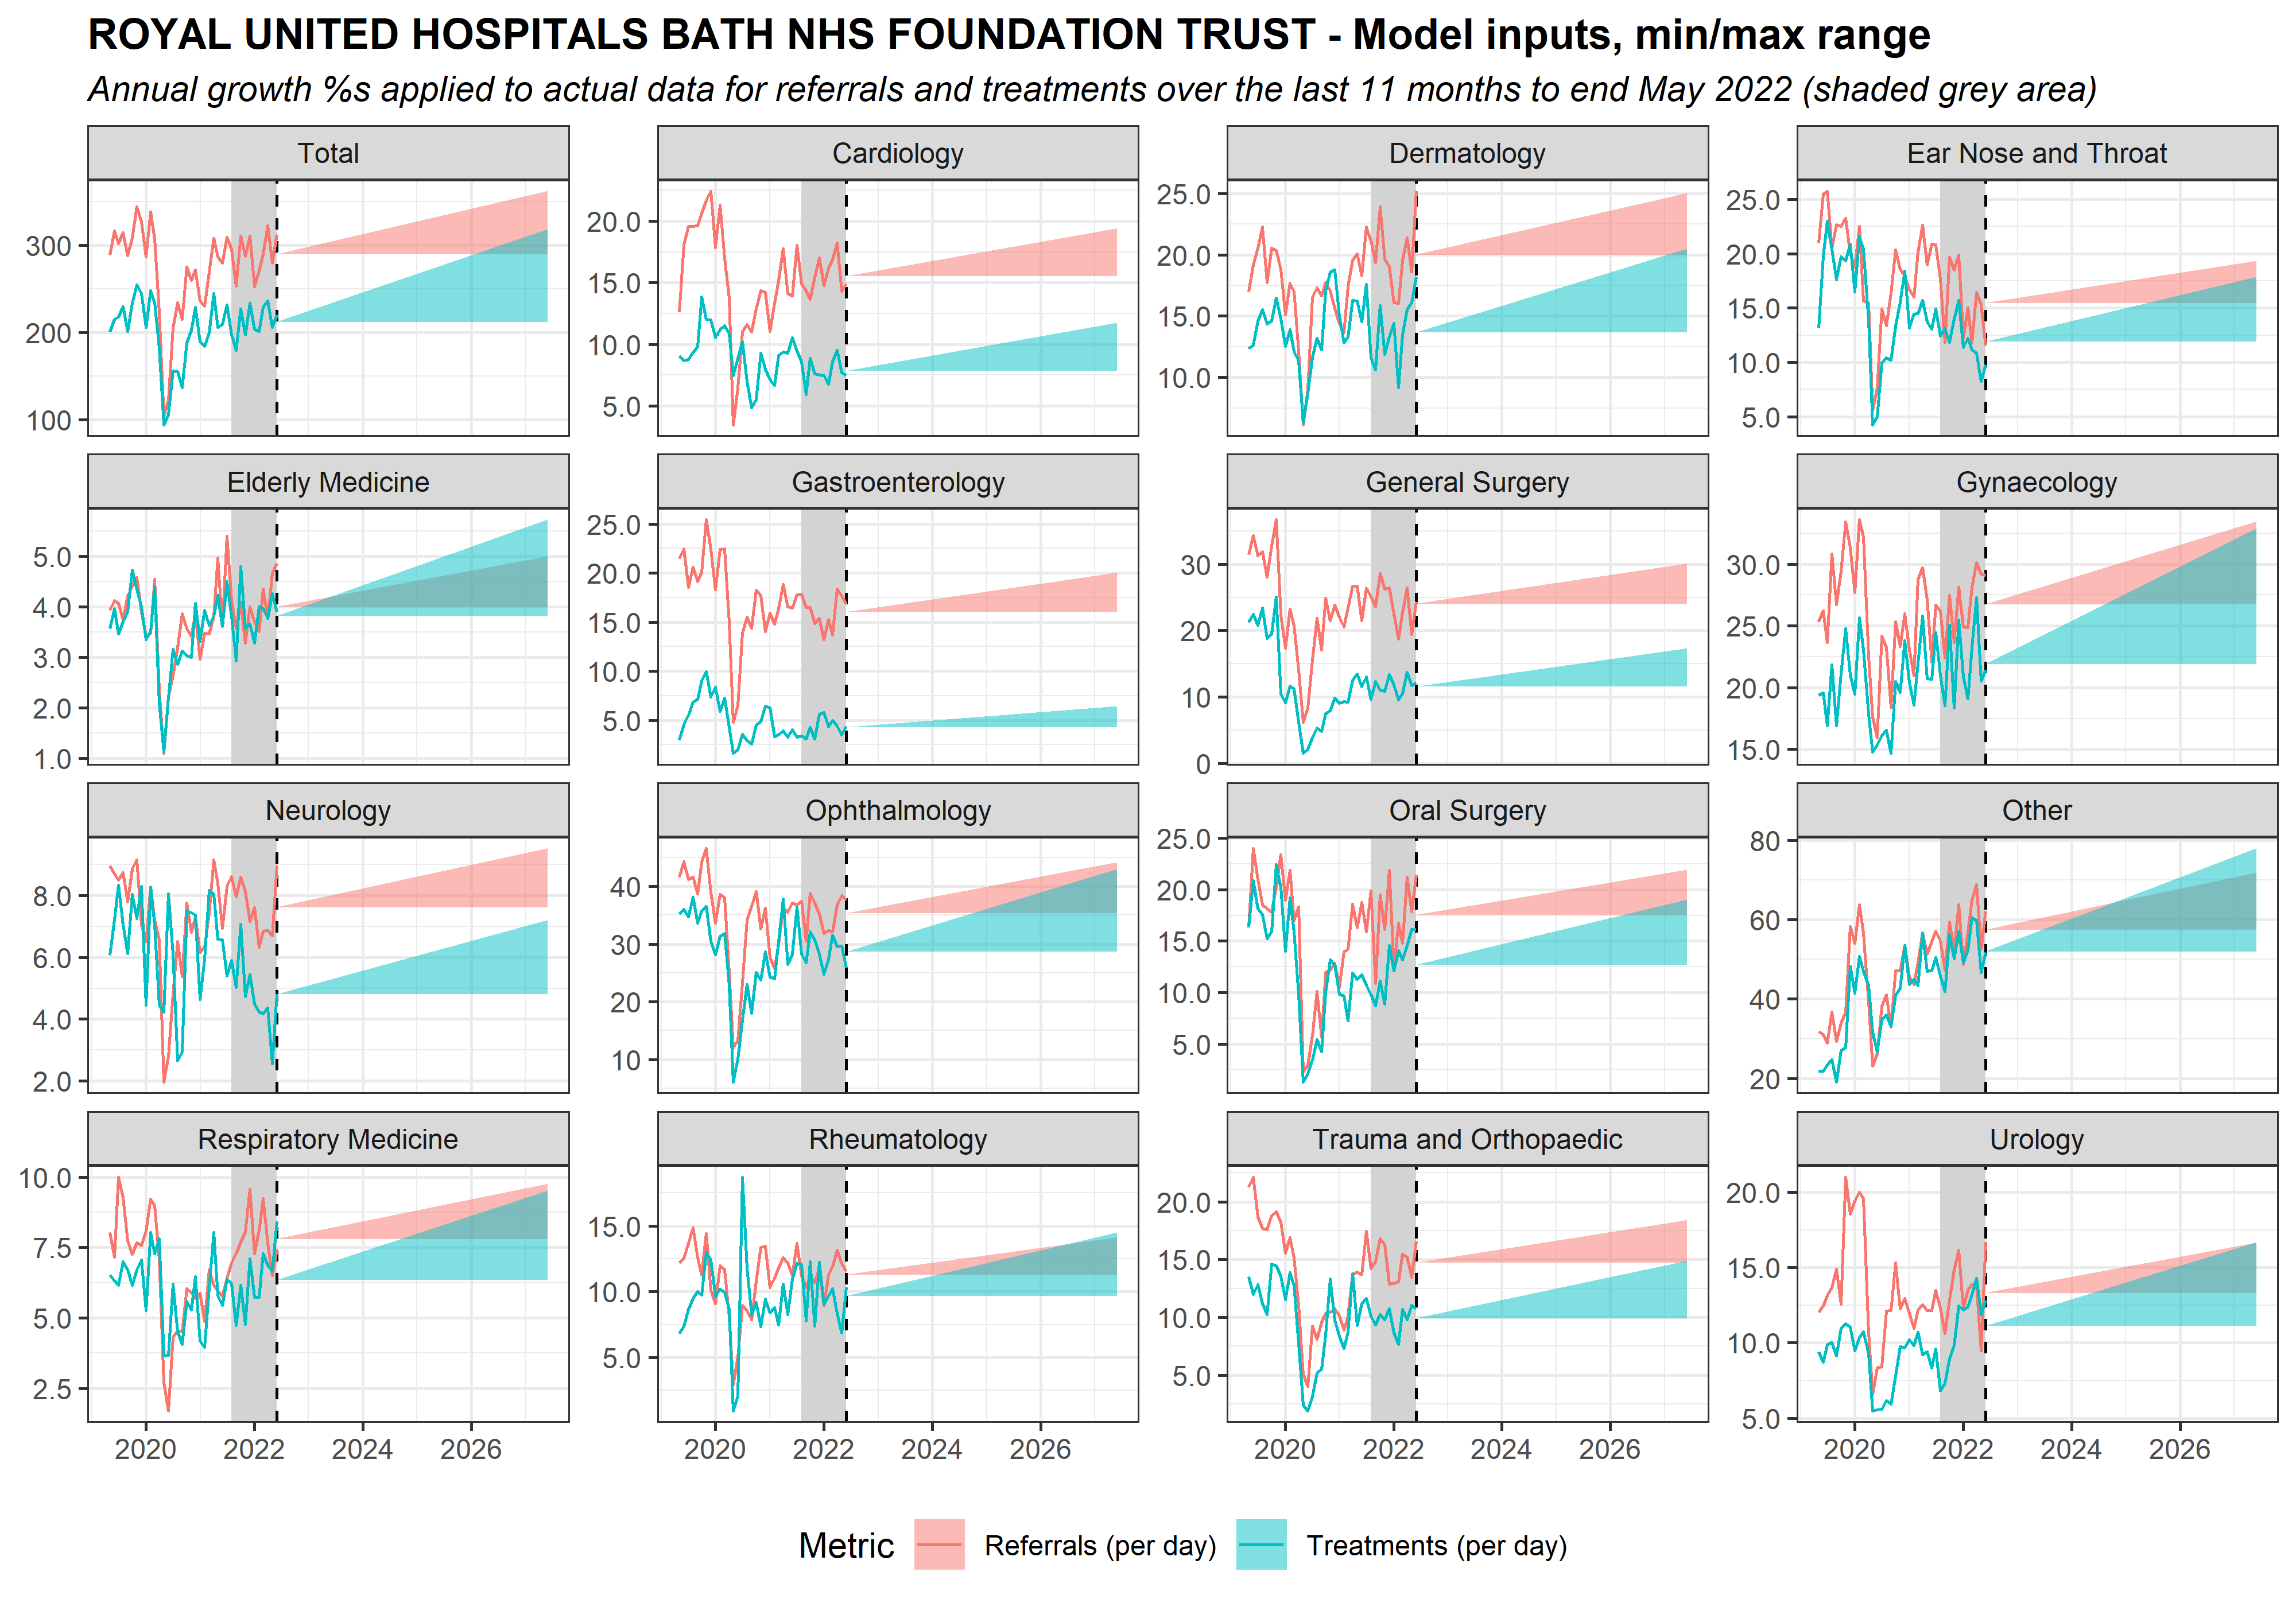 ROYAL UNITED HOSPITALS BATH NHS FOUNDATION TRUST - Model inputs, min/max range
Annual growth %s applied to actual data for referrals and treatments over the last 11 months to end May 2022 (shaded grey area)
Total
Cardiology
Dermatology
Ear Nose and Throat
300
200
100
20.0
15.0
10.0
5.0
25.0
20.0
15.0
10.0
25.0
20.0
15.0
10.0
5.0
Elderly Medicine
Gastroenterology
General Surgery
Gynaecology
5.0
4.0
3.0
2.0
1.0
25.0
20.0
15.0
10.0
5.0
30
20
10
0
30.0
25.0
20.0
15.0
Neurology
Ophthalmology
Oral Surgery
Other
8.0
6.0
4.0
2.0
40
30
20
10
25.0
20.0
15.0
10.0
5.0
80
60
40
20
Respiratory Medicine
Rheumatology
Trauma and Orthopaedic
Urology
10.0
7.5
5.0
2.5
15.0
10.0
5.0
20.0
15.0
10.0
5.0
20.0
15.0
10.0
5.0
2020 2022 2024 2026
2020 2022 2024 2026
2020 2022 2024 2026
2020 2022 2024 2026
Metric Referrals (per day) Treatments (per day)